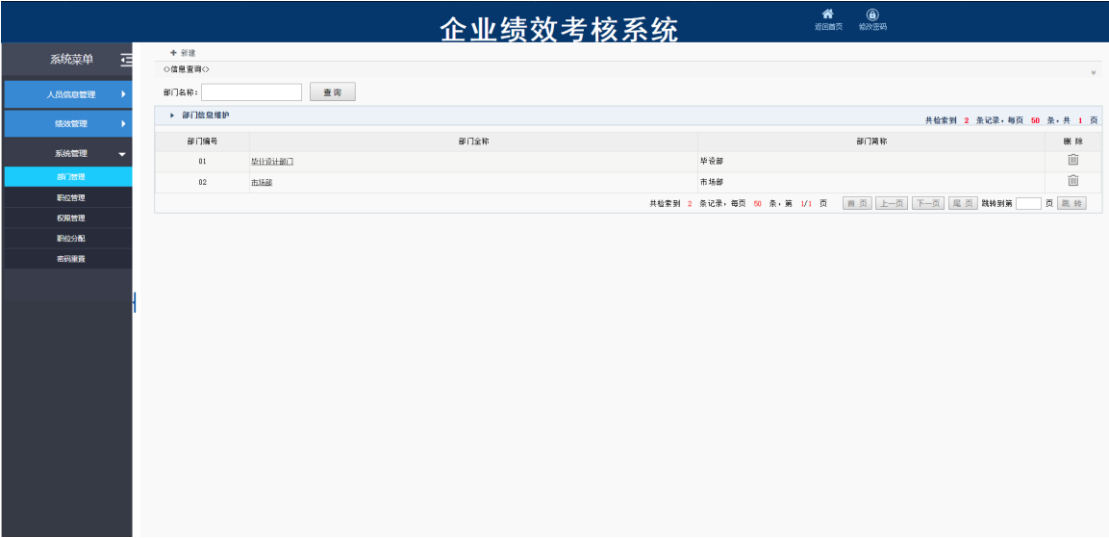 企业绩效考核系统
返回首页 修改密码
系统菜单
人员信息管理
绩效管理
系统管理
部门管理
职位管理
权限管理
职位分配
密码重置
+ 新建
◇信息查询◇
部门名称: 查询
部门信息维护
共检索到 2 条记录,每页 50 条,共 1 页
部门编号 部门全称 部门简称 删除
01 毕业设计部门 毕设部
02 市场部 市场部
共检索到 2 条记录,每页 50 条,第 1/1 页 首页 上一页 下一页 尾页 跳转到第 页 跳转